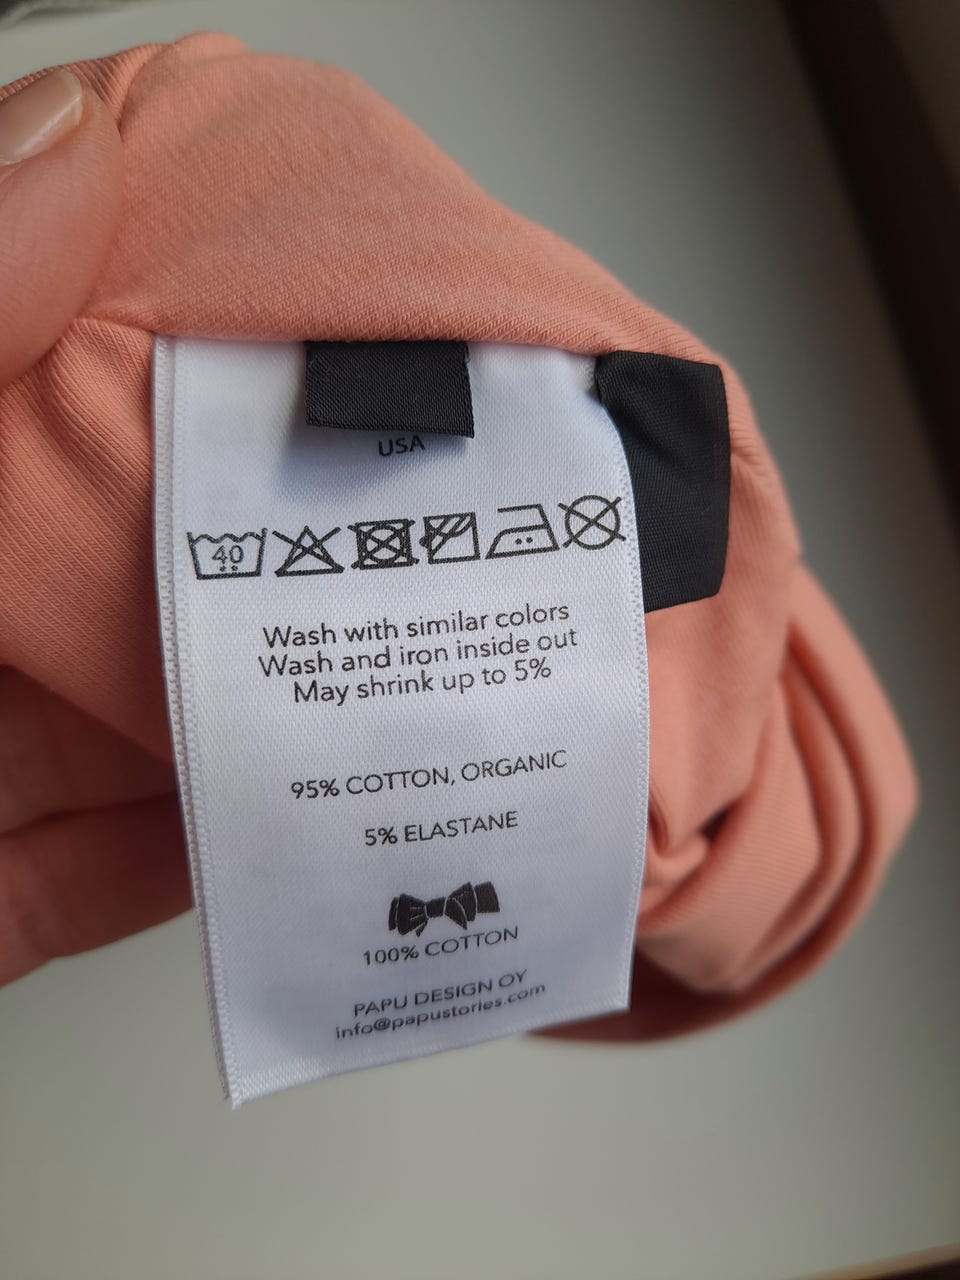 USA
40
Wash with similar colors
Wash and iron inside out
May shrink up to 5%
95% COTTON, ORGANIC
5% ELASTANE
100% COTTON
PAPU DESIGN OY
info@papustories.com